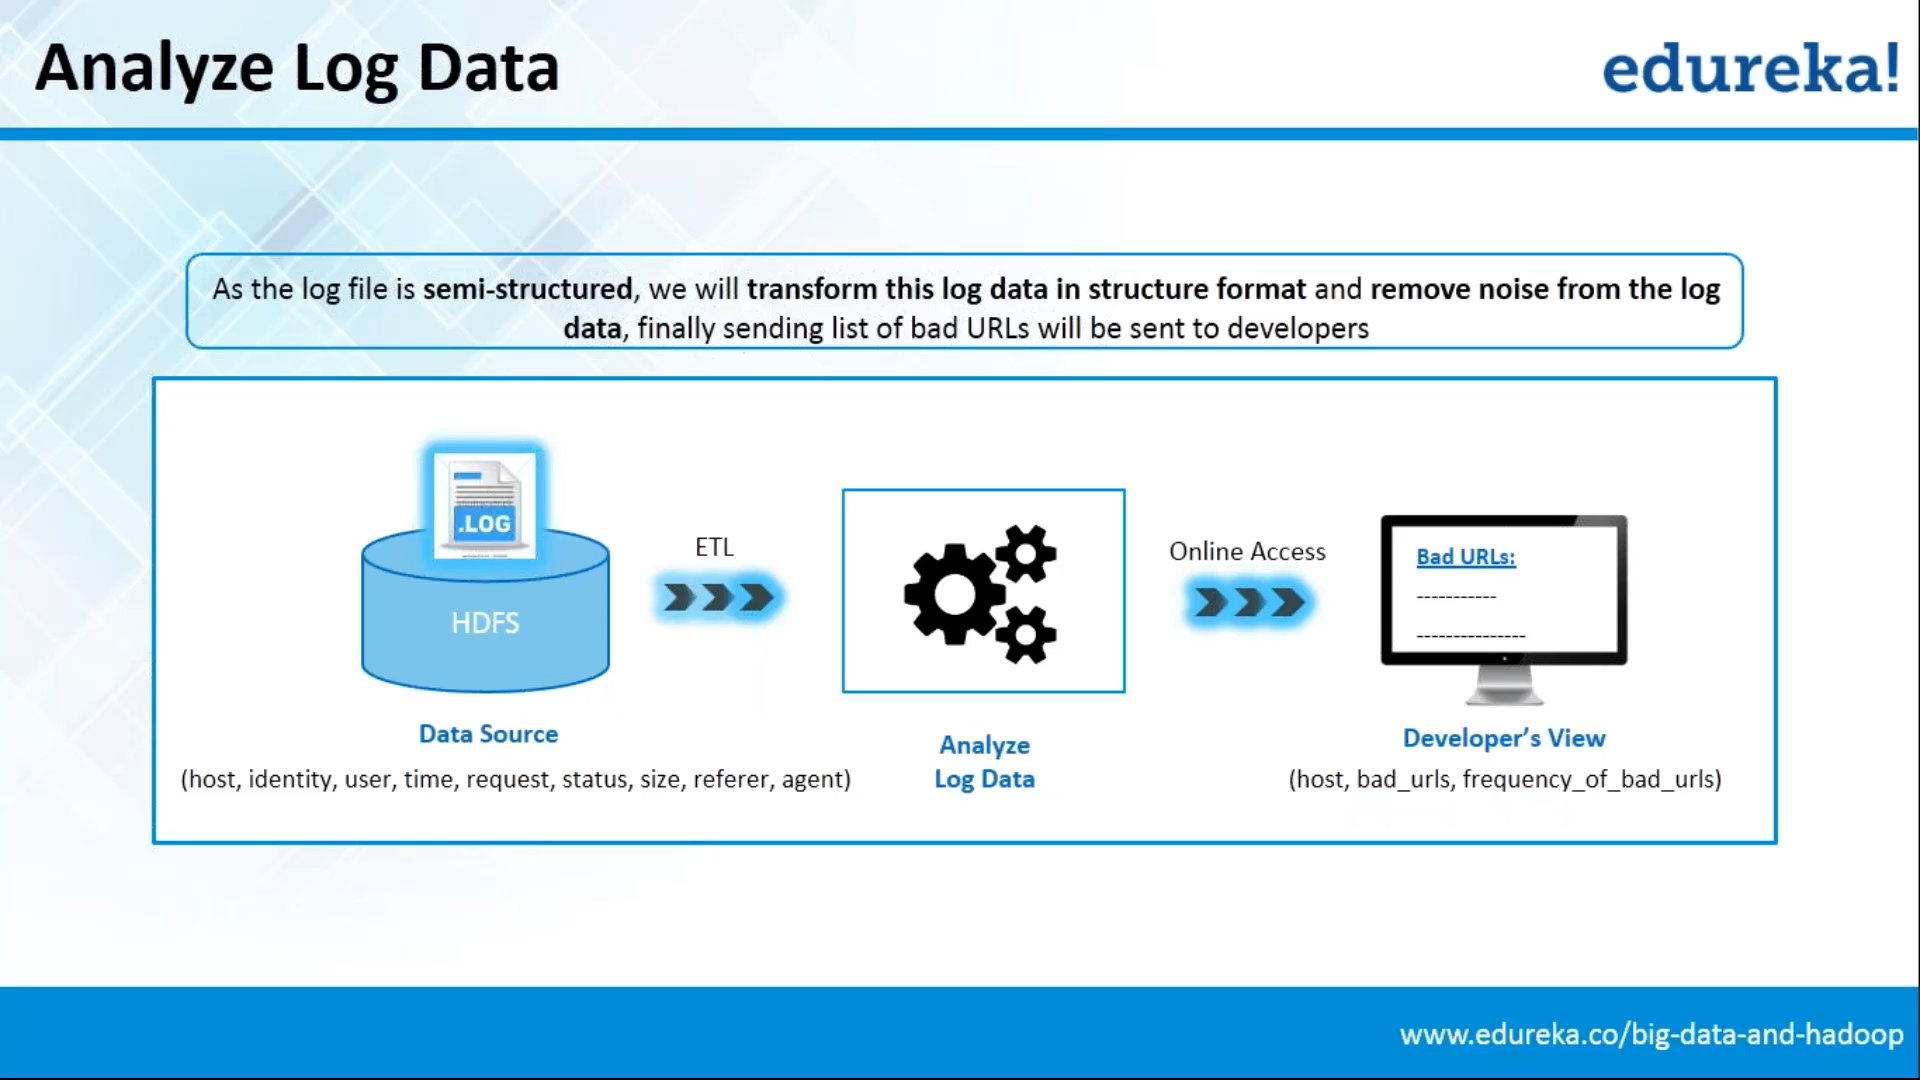 Analyze Log Data
edureka!
As the log file is semi-structured, we will transform this log data in structure format and remove noise from the log
data, finally sending list of bad URLs will be sent to developers
.LOG
HDFS
ETL
Online Access
Bad URLs:
-----------
---------------
Data Source
(host, identity, user, time, request, status, size, referer, agent)
Analyze
Log Data
Developer’s View
(host, bad_urls, frequency_of_bad_urls)
www.edureka.co/big-data-and-hadoop